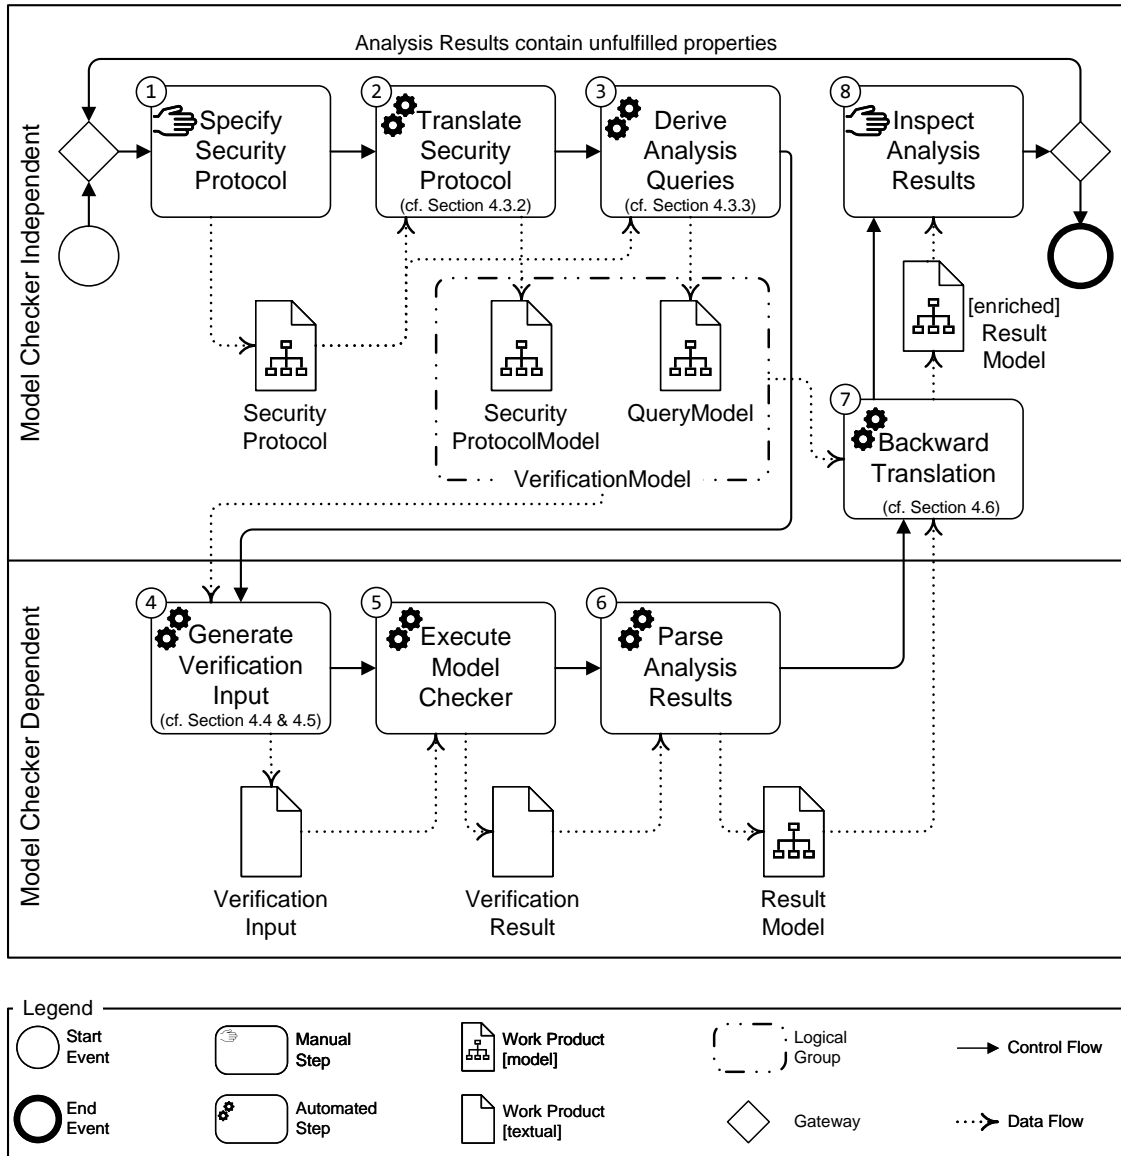 Analysis Results contain unfulfilled properties
Model Checker Independent
1
Specify
Security
Protocol
2
Translate
Security
Protocol
(cf. Section 4.3.2)
3
Derive
Analysis
Queries
(cf. Section 4.3.3)
8
Inspect
Analysis
Results
Security
Protocol
Security
ProtocolModel
QueryModel
VerificationModel
[enriched]
Result
Model
7
Backward
Translation
(cf. Section 4.6)
Model Checker Dependent
4
Generate
Verification
Input
(cf. Section 4.4 & 4.5)
5
Execute
Model
Checker
6
Parse
Analysis
Results
Verification
Input
Verification
Result
Result
Model
Legend
Start
Event
Manual
Step
Work Product
[model]
Logical
Group
Control Flow
End
Event
Automated
Step
Work Product
[textual]
Gateway
Data Flow